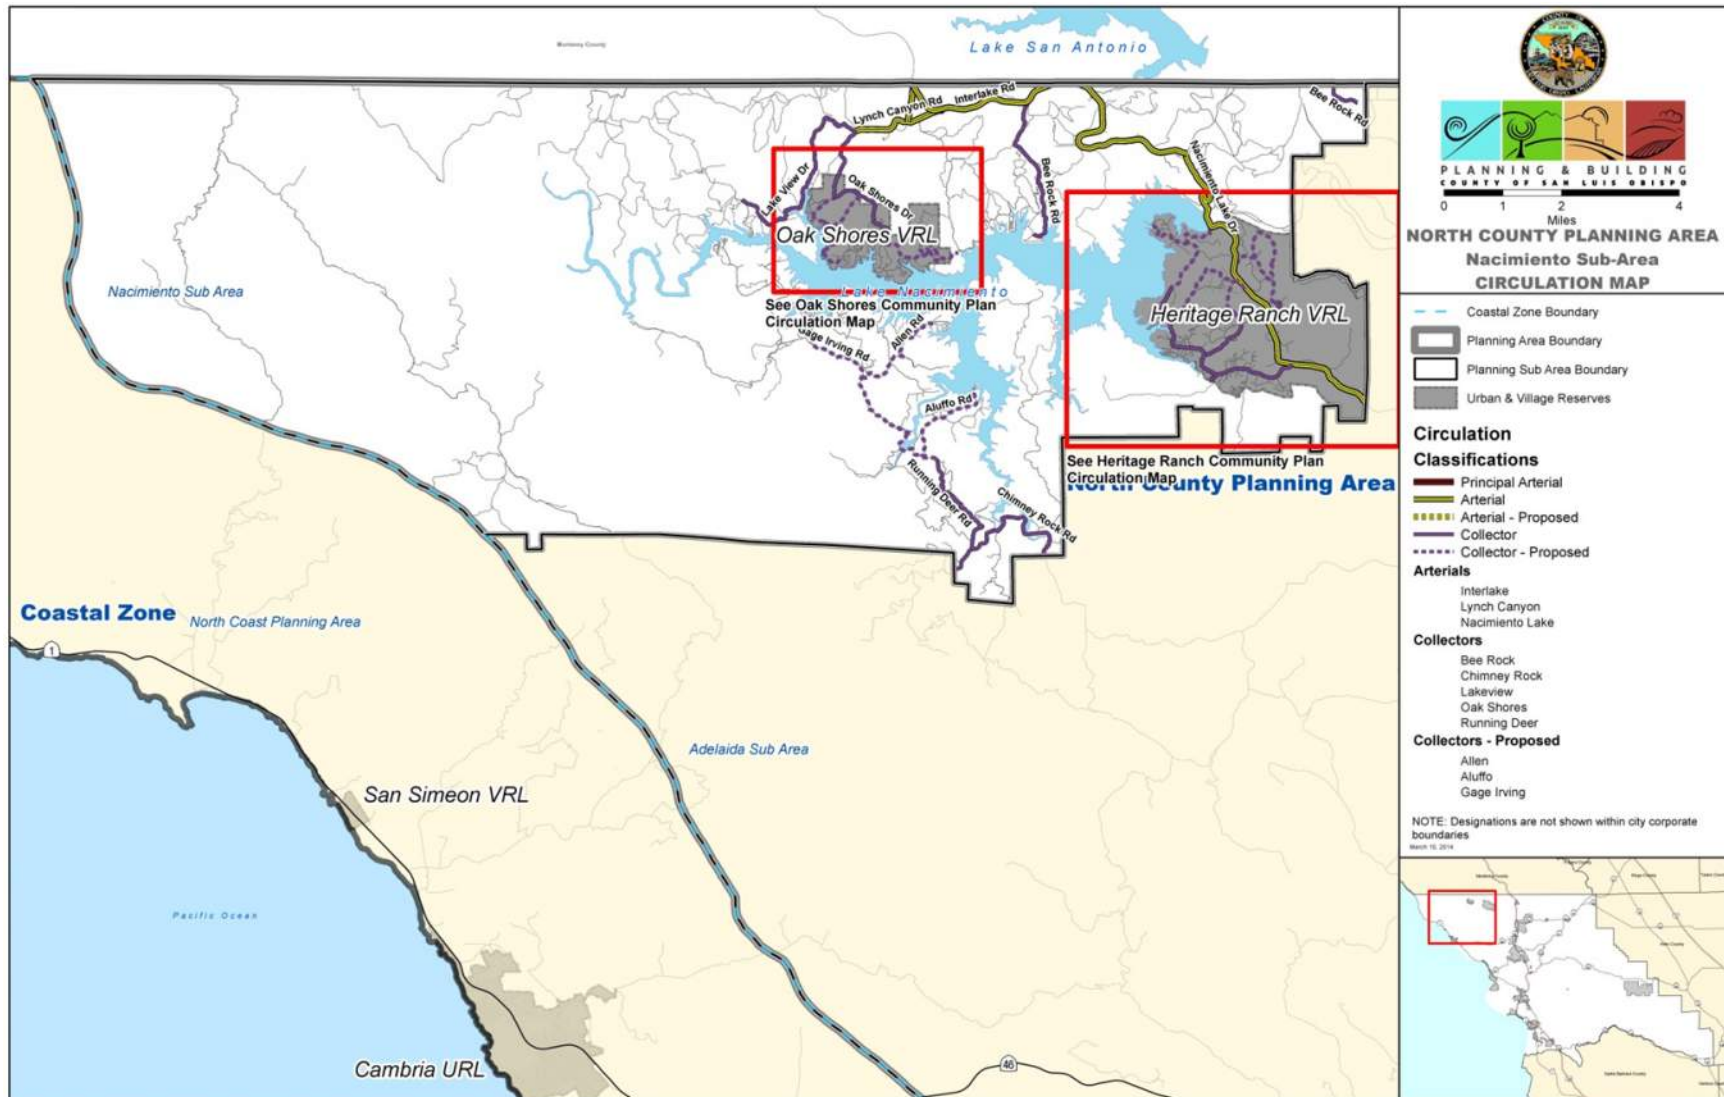 Monterey County
Lake San Antonio
Lynch Canyon Rd
Interlake Rd
Bee Rock Rd
Lake View Dr
Oak Shores Dr
Bee Rock Rd
Nacimiento Lake Dr
Oak Shores VRL
Nacimiento Sub Area
Lake Nacimiento
See Oak Shores Community Plan
Circulation Map
Heritage Ranch VRL
Gage Irving Rd
Allen Rd
Aluffo Rd
Running Deer Rd
Chimney Rock Rd
See Heritage Ranch Community Plan
Circulation Map
North County Planning Area
Coastal Zone
North Coast Planning Area
1
Adelaida Sub Area
San Simeon VRL
Pacific Ocean
Cambria URL
46
PLANNING & BUILDING
COUNTY OF SAN LUIS OBISPO
0 1 2 4
Miles
NORTH COUNTY PLANNING AREA
Nacimiento Sub-Area
CIRCULATION MAP
Coastal Zone Boundary
Planning Area Boundary
Planning Sub Area Boundary
Urban & Village Reserves
Circulation
Classifications
Principal Arterial
Arterial
Arterial - Proposed
Collector
Collector - Proposed
Arterials
Interlake
Lynch Canyon
Nacimiento Lake
Collectors
Bee Rock
Chimney Rock
Lakeview
Oak Shores
Running Deer
Collectors - Proposed
Allen
Aluffo
Gage Irving
NOTE: Designations are not shown within city corporate
boundaries